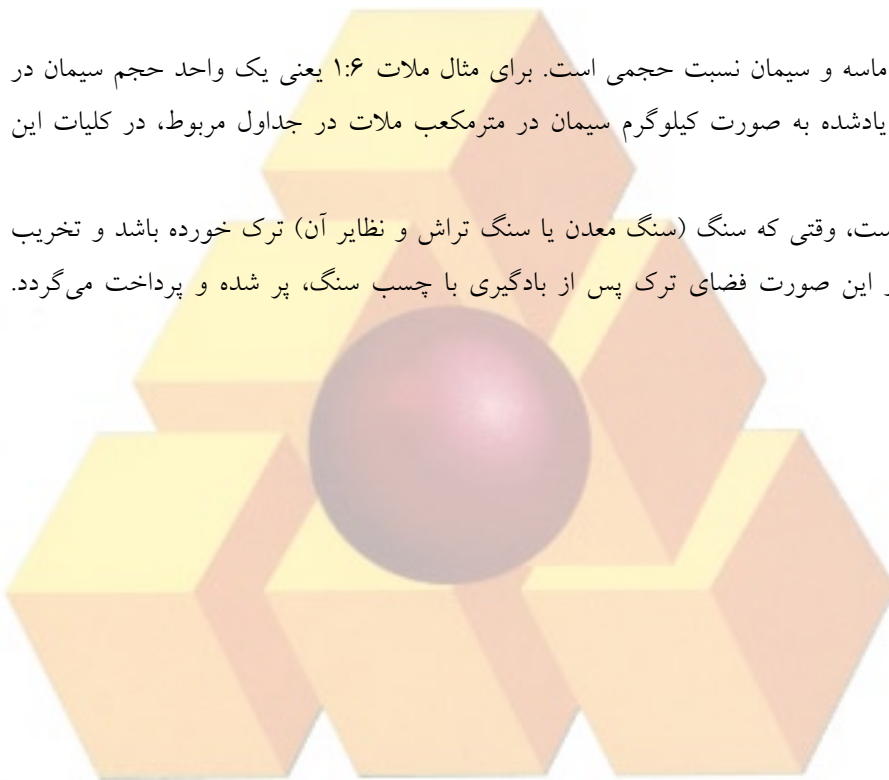 ماسه و سیمان نسبت حجمی است. برای مثال ملات ۱:۶ یعنی یک واحد حجم سیمان در
یادشده به صورت کیلوگرم سیمان در مترمکعب ملات در جداول مربوط، در کلیات این
ست، وقتی که سنگ (سنگ معدن یا سنگ تراش و نظایر آن) ترک خورده باشد و تخریب
ر این صورت فضای ترک پس از بادگیری با چسب سنگ، پر شده و پرداخت می‌گردد.